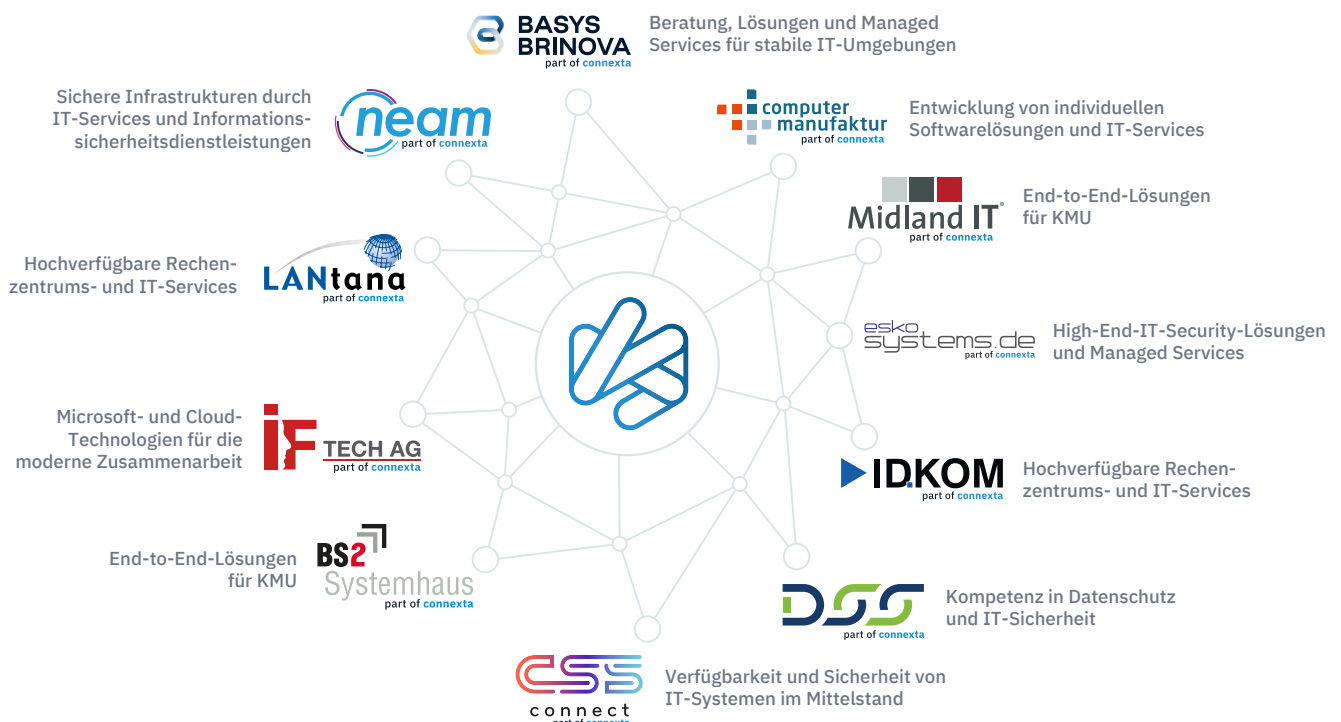 BASYS
BRINOVA
part of connexta
Beratung, Lösungen und Managed
Services für stabile IT-Umgebungen
Sichere Infrastrukturen durch
IT-Services und Informations-
sicherheitsdienstleistungen
neam
part of connexta
computer
manufaktur
part of connexta
Entwicklung von individuellen
Softwarelösungen und IT-Services
Midland IT®
part of connexta
End-to-End-Lösungen
für KMU
Hochverfügbare Rechen-
zentrums- und IT-Services
LANtana
part of connexta
esko
systems.de
part of connexta
High-End-IT-Security-Lösungen
und Managed Services
Microsoft- und Cloud-
Technologien für die
moderne Zusammenarbeit
iF TECH AG
part of connexta
ID.KOM
part of connexta
Hochverfügbare Rechen-
zentrums- und IT-Services
End-to-End-Lösungen
für KMU
BS2
Systemhaus
part of connexta
DSS
part of connexta
Kompetenz in Datenschutz
und IT-Sicherheit
CSS
connect
part of connexta
Verfügbarkeit und Sicherheit von
IT-Systemen im Mittelstand